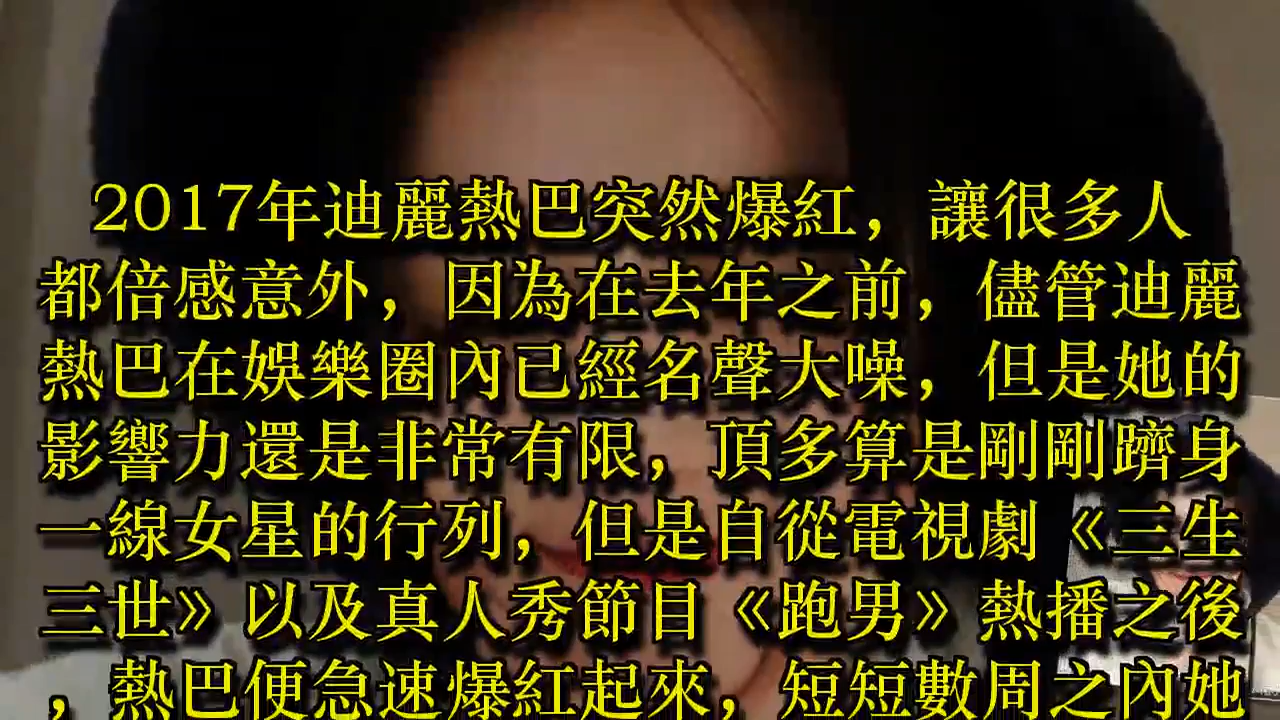 2017年迪麗熱巴突然爆紅，讓很多人
都倍感意外，因為在去年之前，儘管迪麗
熱巴在娛樂圈內已經名聲大噪，但是她的
影響力還是非常有限，頂多算是剛剛躋身
一線女星的行列，但是自從電視劇《三生
三世》以及真人秀節目《跑男》熱播之後
，熱巴便急速爆紅起來，短短數周之內她